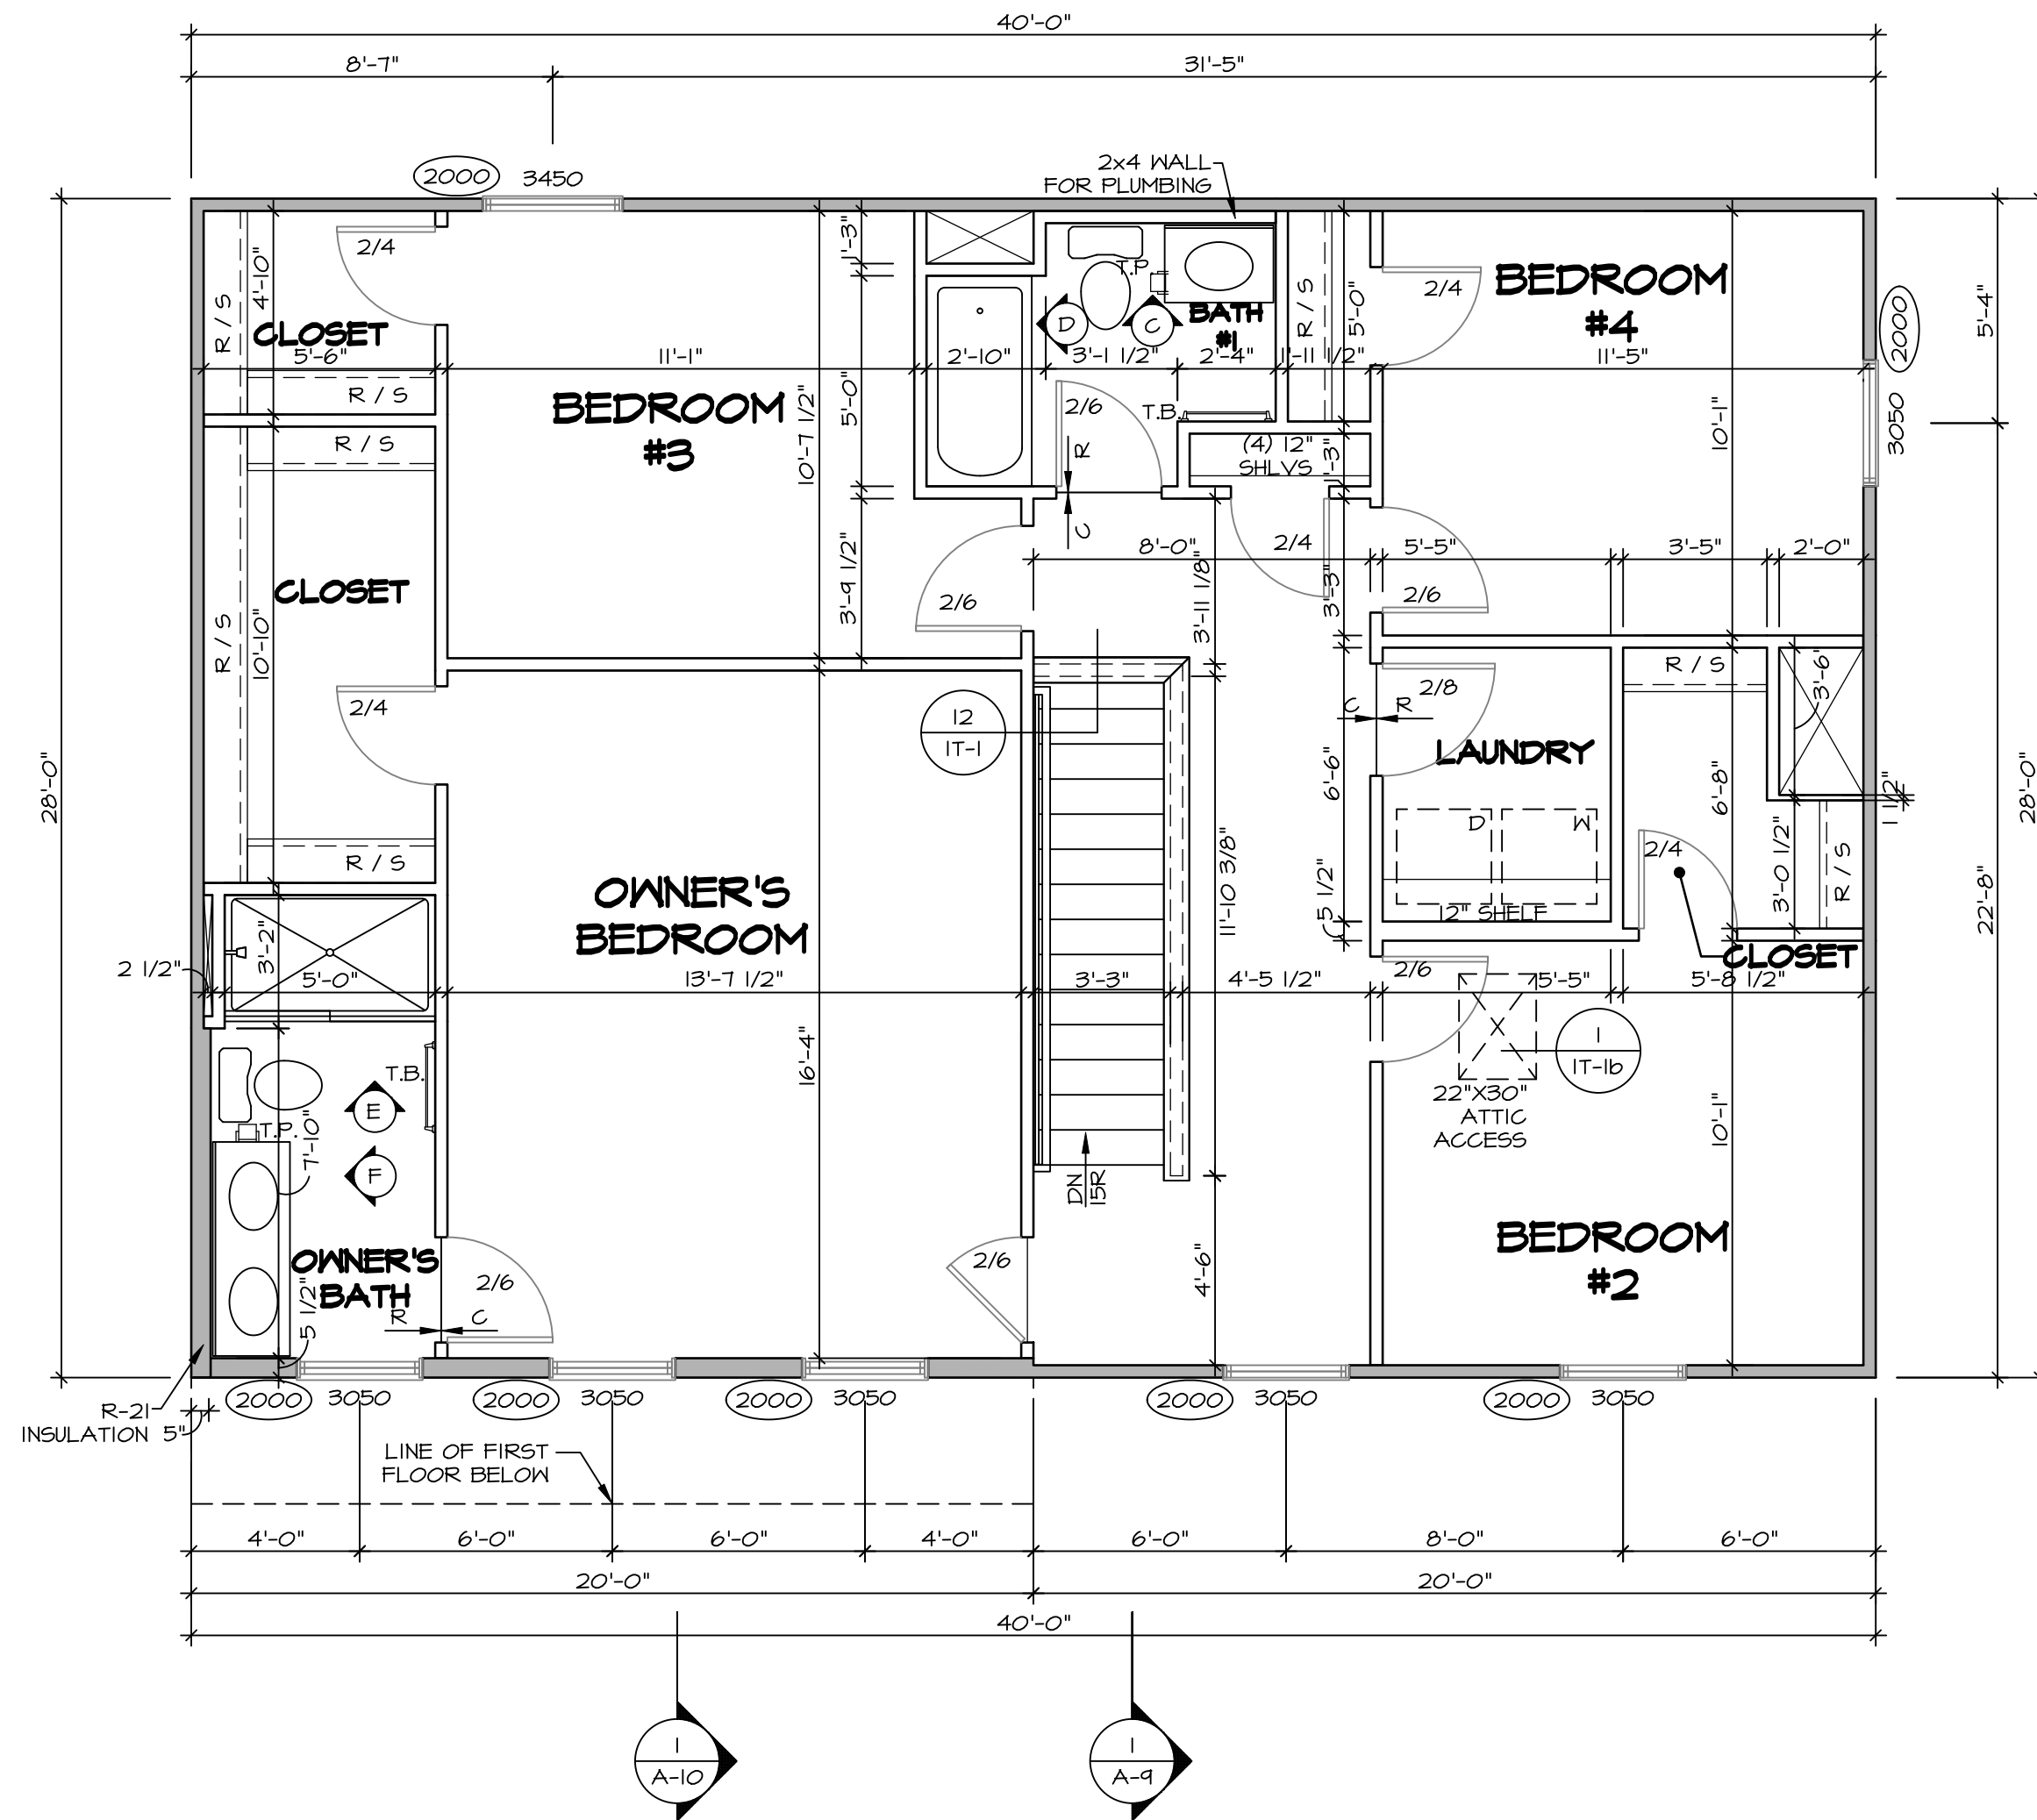 40'-0"
8'-7"
31'-5"
2000
3450
2x4 WALL
FOR PLUMBING
2/4
R / S
4'-10"
CLOSET
5'-6"
R / S
R / S
11'-1"
BEDROOM
#3
10'-7 1/2"
1'-3"
5'-0"
3'-9 1/2"
T.P.
D
C
BATH
#1
2'-10"
3'-1 1/2"
2'-4"
1'-11 1/2"
R / S
5'-0"
2/6
T.B.
R
C
(4) 12"
SHLVS
1'-3"
2/4
BEDROOM
#4
11'-5"
10'-1"
2000
3050
5'-4"
CLOSET
R / S
10'-10"
2/4
R / S
2/6
8'-0"
2/4
3'-11 1/8"
3'-3"
5'-5"
2/6
3'-5"
2'-0"
12
1T-1
2/8
C
R
LAUNDRY
6'-6"
D
W
12" SHELF
5 1/2"
R / S
3'-6"
6'-8"
1 1/2"
2/4
3'-0 1/2"
R / S
CLOSET
28'-0"
28'-0"
22'-8"
OWNER'S
BEDROOM
13'-7 1/2"
16'-4"
11'-10 3/8"
2 1/2"
3'-2"
5'-0"
3'-3"
4'-5 1/2"
2/6
5'-5"
5'-8 1/2"
1
1T-1b
22"X30"
ATTIC
ACCESS
10'-1"
T.B.
E
T.P.
7'-10"
F
DN
15R
OWNER'S
BATH
5 1/2"
R
C
2/6
2/6
4'-6"
BEDROOM
#2
2000
3050
2000
3050
2000
3050
2000
3050
2000
3050
R-21
INSULATION 5"
LINE OF FIRST
FLOOR BELOW
4'-0"
6'-0"
6'-0"
4'-0"
6'-0"
8'-0"
6'-0"
20'-0"
20'-0"
40'-0"
1
A-10
1
A-9